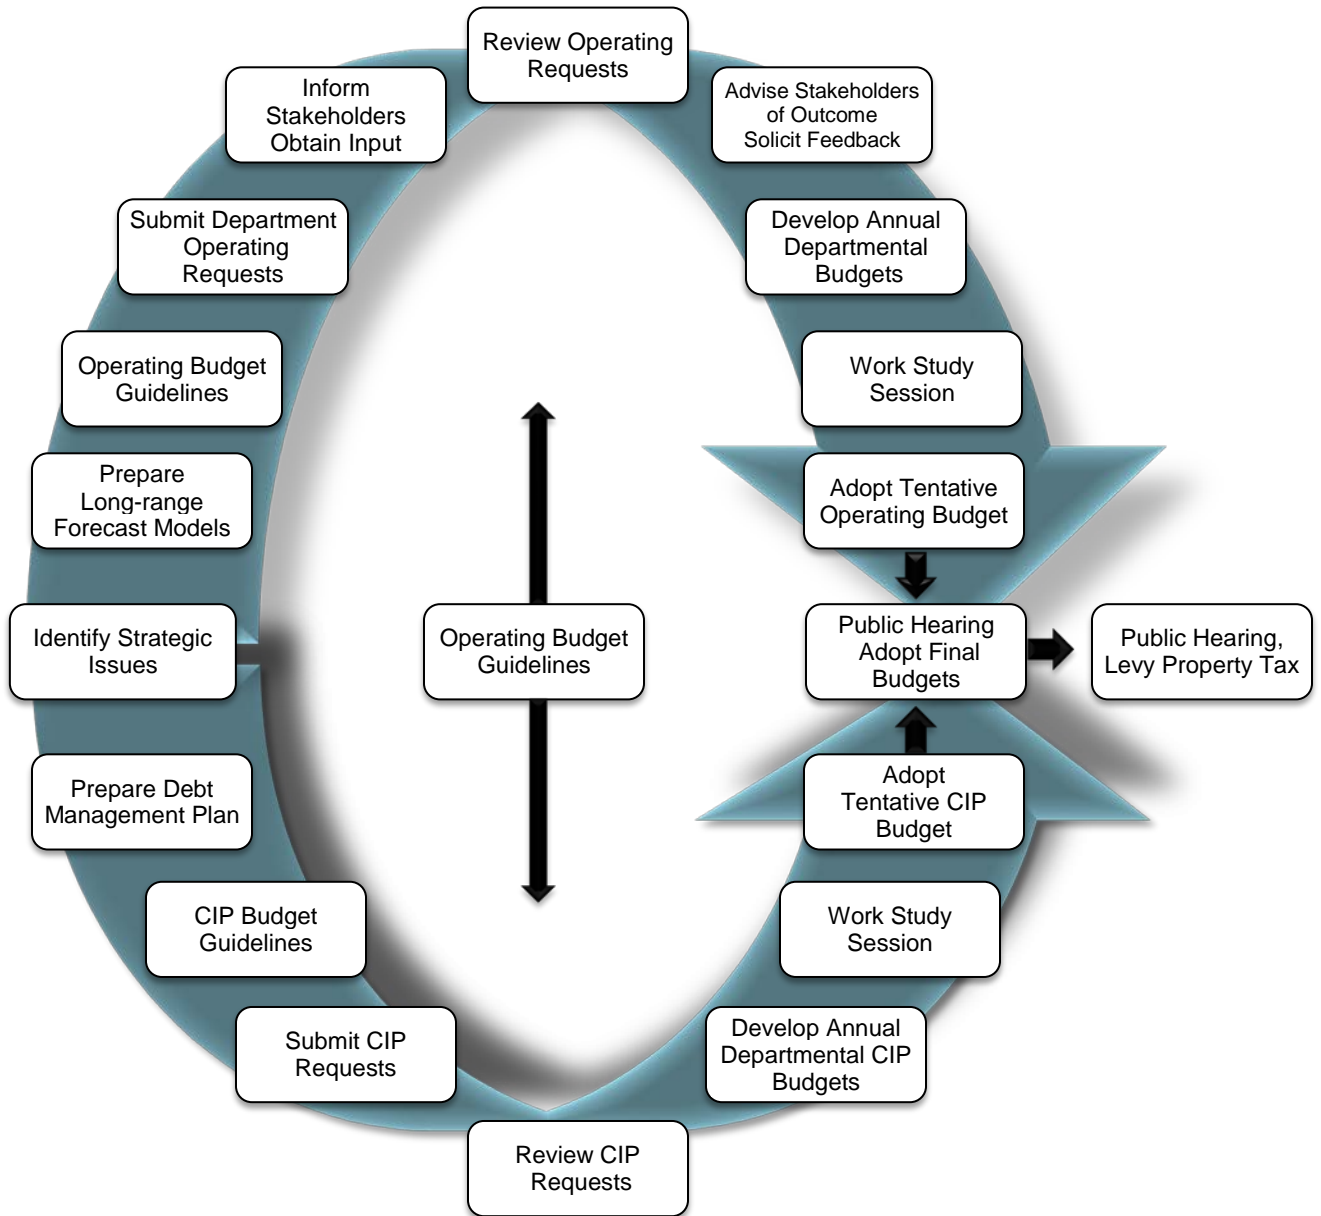 Review Operating
Requests
Inform
Stakeholders
Obtain Input
Advise Stakeholders
of Outcome
Solicit Feedback
Submit Department
Operating
Requests
Develop Annual
Departmental
Budgets
Operating Budget
Guidelines
Work Study
Session
Prepare
Long-range
Forecast Models
Adopt Tentative
Operating Budget
Identify Strategic
Issues
Operating Budget
Guidelines
Public Hearing
Adopt Final
Budgets
Public Hearing,
Levy Property Tax
Prepare Debt
Management Plan
Adopt
Tentative CIP
Budget
CIP Budget
Guidelines
Work Study
Session
Submit CIP
Requests
Develop Annual
Departmental CIP
Budgets
Review CIP
Requests